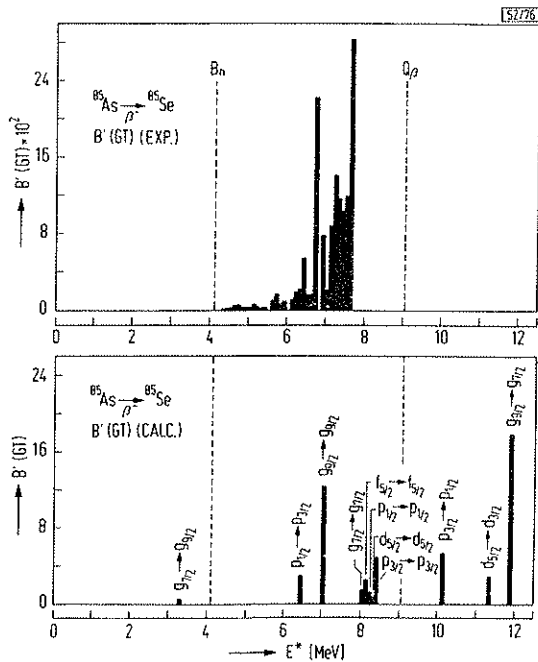 52776
28
24
16
8
0
B'(GT)×10²
Bn
Qβ
⁸⁵As →β⁻ ⁸⁵Se
B'(GT) (EXP.)
0 2 4 6 8 10 12
24
16
8
0
B'(GT)
⁸⁵As →β⁻ ⁸⁵Se
B'(GT) (CALC.)
g7/2 → g9/2
p1/2 → p3/2
g9/2 → g9/2
g7/2 → g7/2
f5/2 → f5/2
p1/2 → p1/2
d5/2 → d5/2
p3/2 → p3/2
p3/2 → p1/2
d5/2 → d3/2
g9/2 → g7/2
0 2 4 6 8 10 12
E* [MeV]